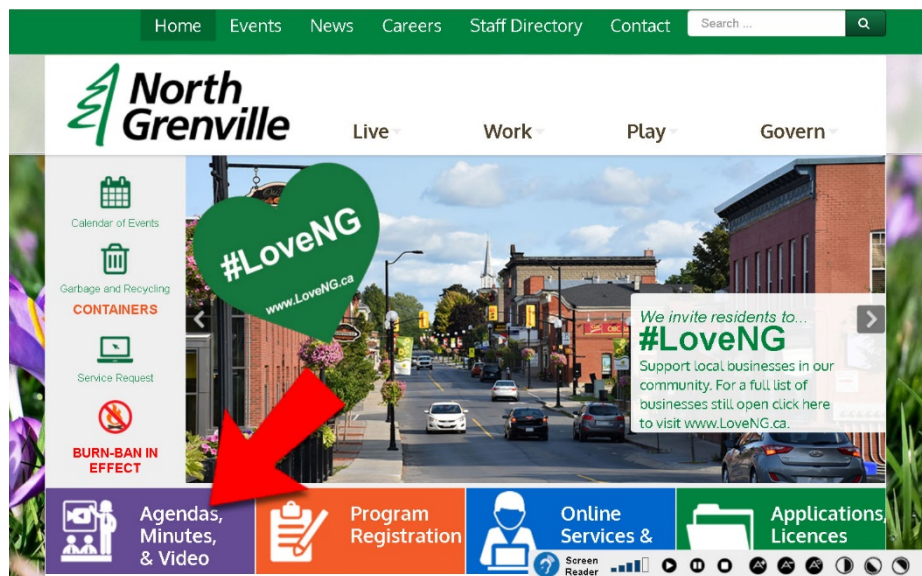 Home Events News Careers Staff Directory Contact Search ...
North
Grenville
Live Work Play Govern
Calendar of Events
Garbage and Recycling
CONTAINERS
Service Request
BURN-BAN IN
EFFECT
#LoveNG
www.LoveNG.ca
We invite residents to...
#LoveNG
Support local businesses in our
community. For a full list of
businesses still open click here
to visit www.LoveNG.ca.
Agendas,
Minutes,
& Video
Program
Registration
Online
Services &
Applications,
Licences
Screen
Reader